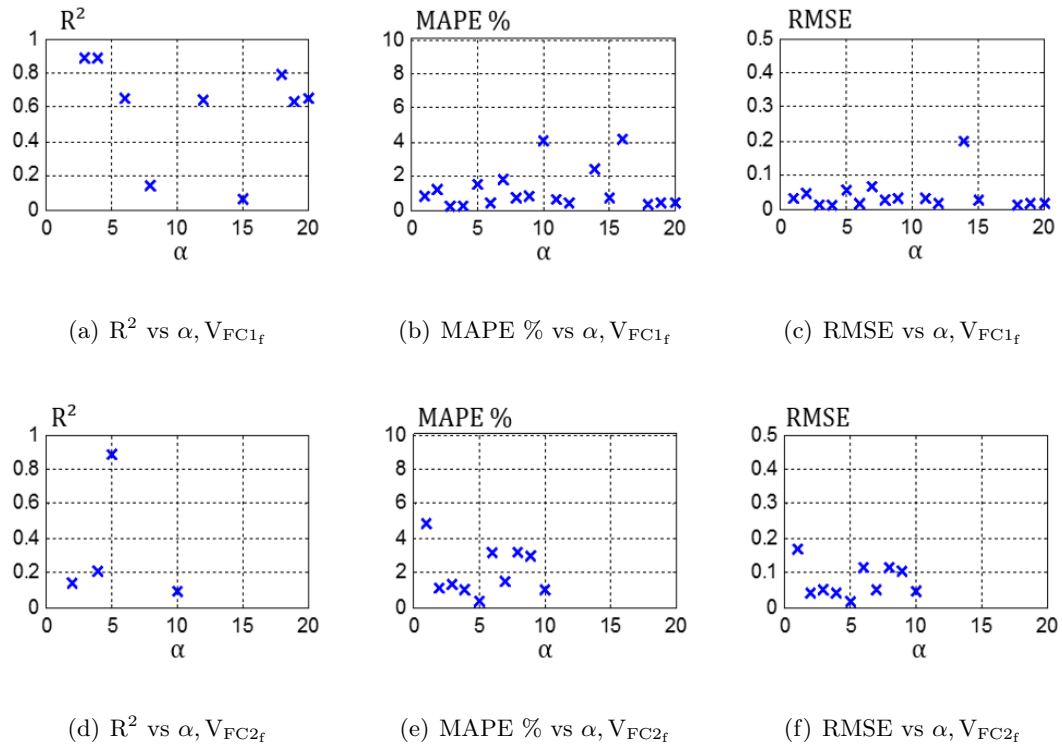 R² MAPE % RMSE
1 10 0.5
0.8 8 0.4
0.6 6 0.3
0.4 4 0.2
0.2 2 0.1
0 0 0
0 5 10 15 20 0 5 10 15 20 0 5 10 15 20
α α α
(a) R² vs α, V_FC1_f (b) MAPE % vs α, V_FC1_f (c) RMSE vs α, V_FC1_f
R² MAPE % RMSE
1 10 0.5
0.8 8 0.4
0.6 6 0.3
0.4 4 0.2
0.2 2 0.1
0 0 0
0 5 10 15 20 0 5 10 15 20 0 5 10 15 20
α α α
(d) R² vs α, V_FC2_f (e) MAPE % vs α, V_FC2_f (f) RMSE vs α, V_FC2_f